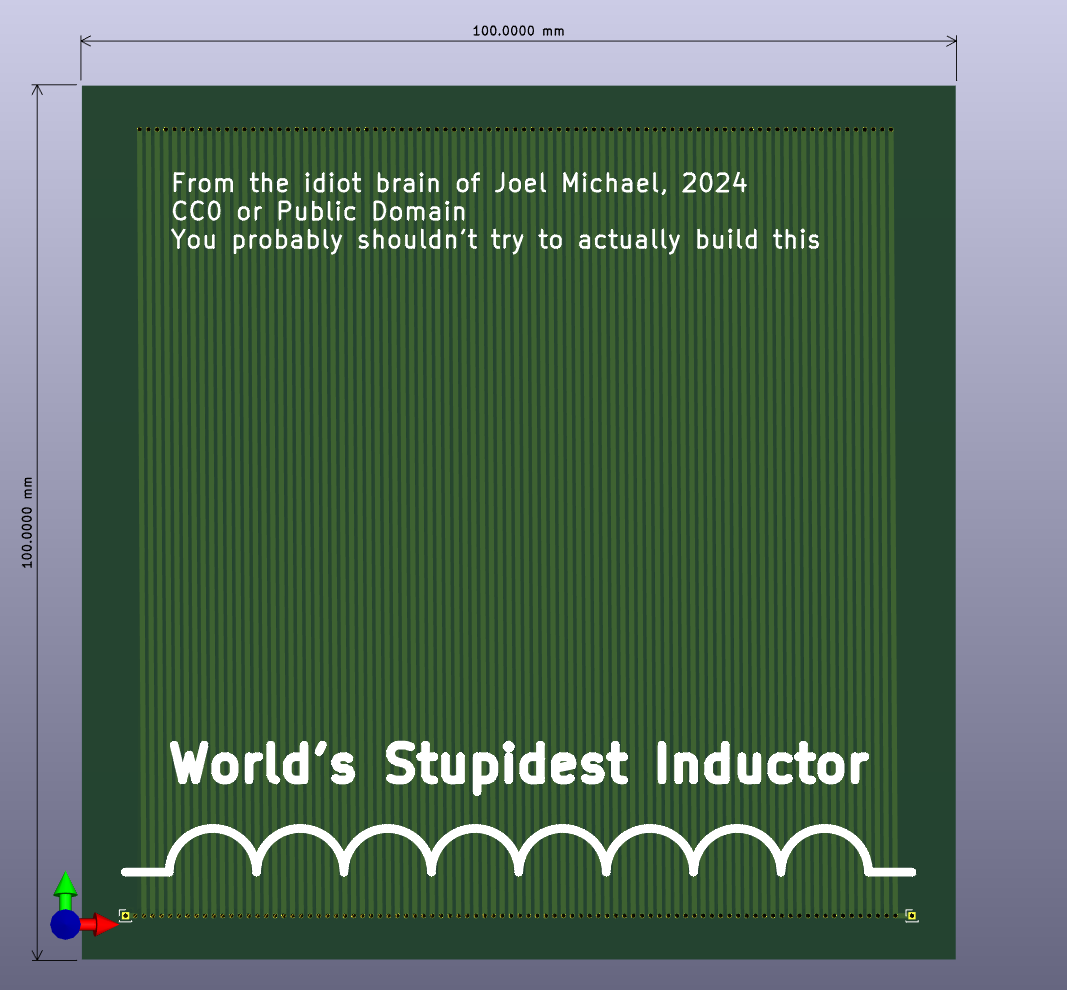 100.0000 mm
From the idiot brain of Joel Michael, 2024
CC0 or Public Domain
You probably shouldn't try to actually build this
100.0000 mm
World's Stupidest Inductor